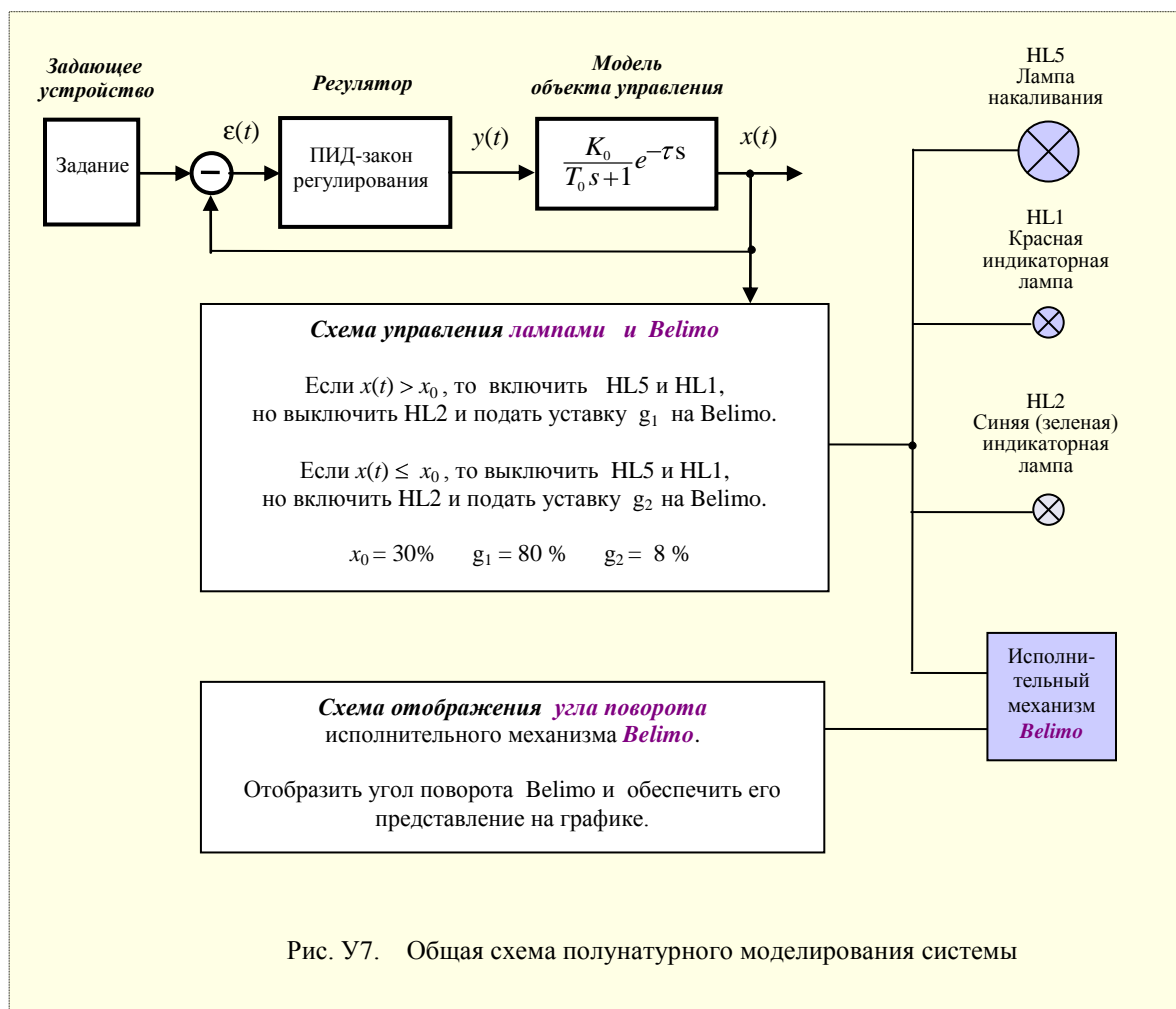 Задающее
устройство
Регулятор
Модель
объекта управления
Задание
ε(t)
−
ПИД-закон
регулирования
y(t)
K₀
T₀ s+1
e^−τs
x(t)
HL5
Лампа
накаливания
HL1
Красная
индикаторная
лампа
HL2
Синяя (зеленая)
индикаторная
лампа
Схема управления лампами и Belimo
Если x(t) > x₀ , то включить HL5 и HL1,
но выключить HL2 и подать уставку g₁ на Belimo.
Если x(t) ≤ x₀ , то выключить HL5 и HL1,
но включить HL2 и подать уставку g₂ на Belimo.
x₀ = 30% g₁ = 80 % g₂ = 8 %
Исполни-
тельный
механизм
Belimo
Схема отображения угла поворота
исполнительного механизма Belimo.
Отобразить угол поворота Belimo и обеспечить его
представление на графике.
Рис. У7. Общая схема полунатурного моделирования системы